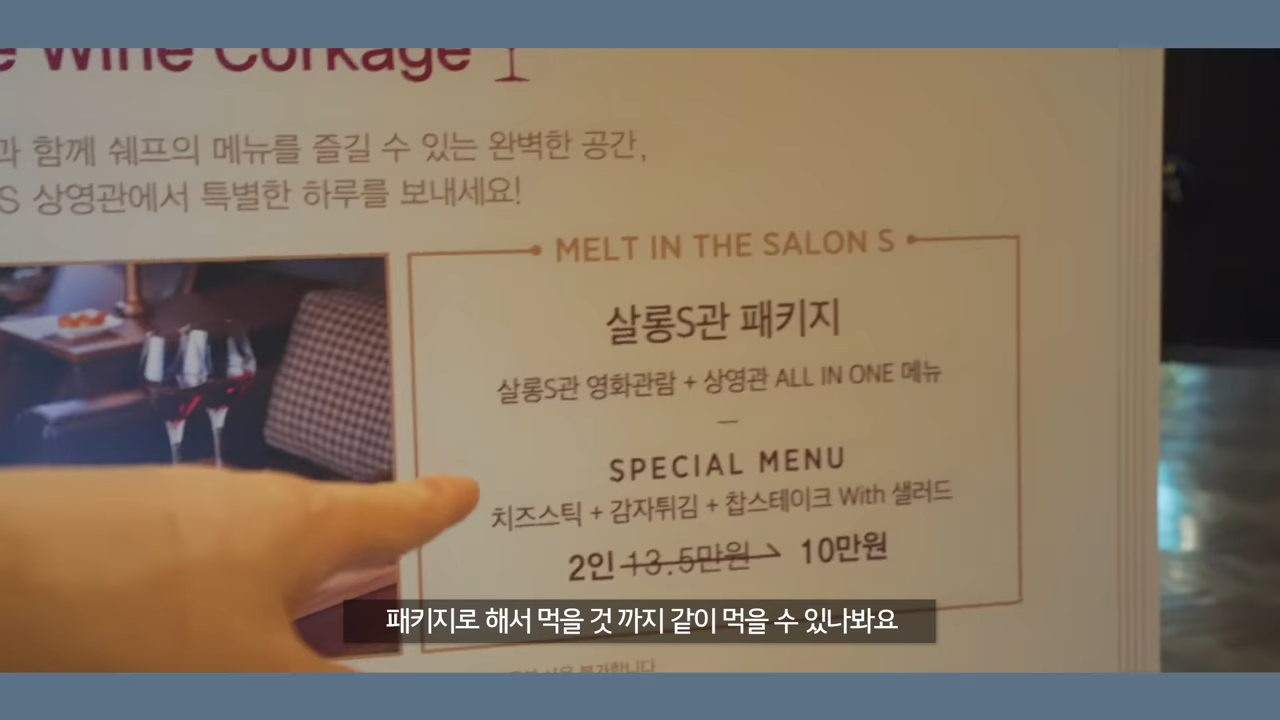 Wine Corkage
함께 쉐프의 메뉴를 즐길 수 있는 완벽한 공간,
S 상영관에서 특별한 하루를 보내세요!
MELT IN THE SALON S
살롱S관 패키지
살롱S관 영화관람 + 상영관 ALL IN ONE 메뉴
SPECIAL MENU
치즈스틱 + 감자튀김 + 찹스테이크 With 샐러드
2인 13.5만원 → 10만원
패키지로 해서 먹을 것 까지 같이 먹을 수 있나봐요